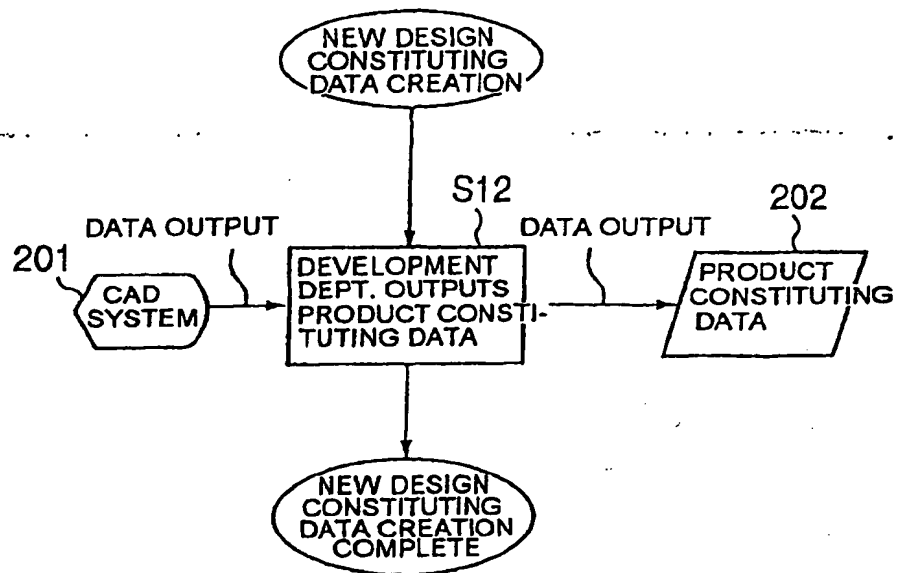 NEW DESIGN
CONSTITUTING
DATA CREATION
S12
202
DATA OUTPUT
DATA OUTPUT
201
CAD
SYSTEM
DEVELOPMENT
DEPT. OUTPUTS
PRODUCT CONSTI-
TUTING DATA
PRODUCT
CONSTITUTING
DATA
NEW DESIGN
CONSTITUTING
DATA CREATION
COMPLETE